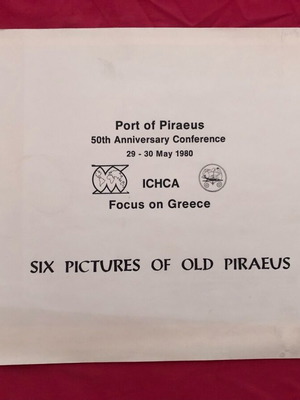 Port of Piraeus
50th Anniversary Conference
29 - 30 May 1980
ICHCA
Focus on Greece
SIX PICTURES OF OLD PIRAEUS